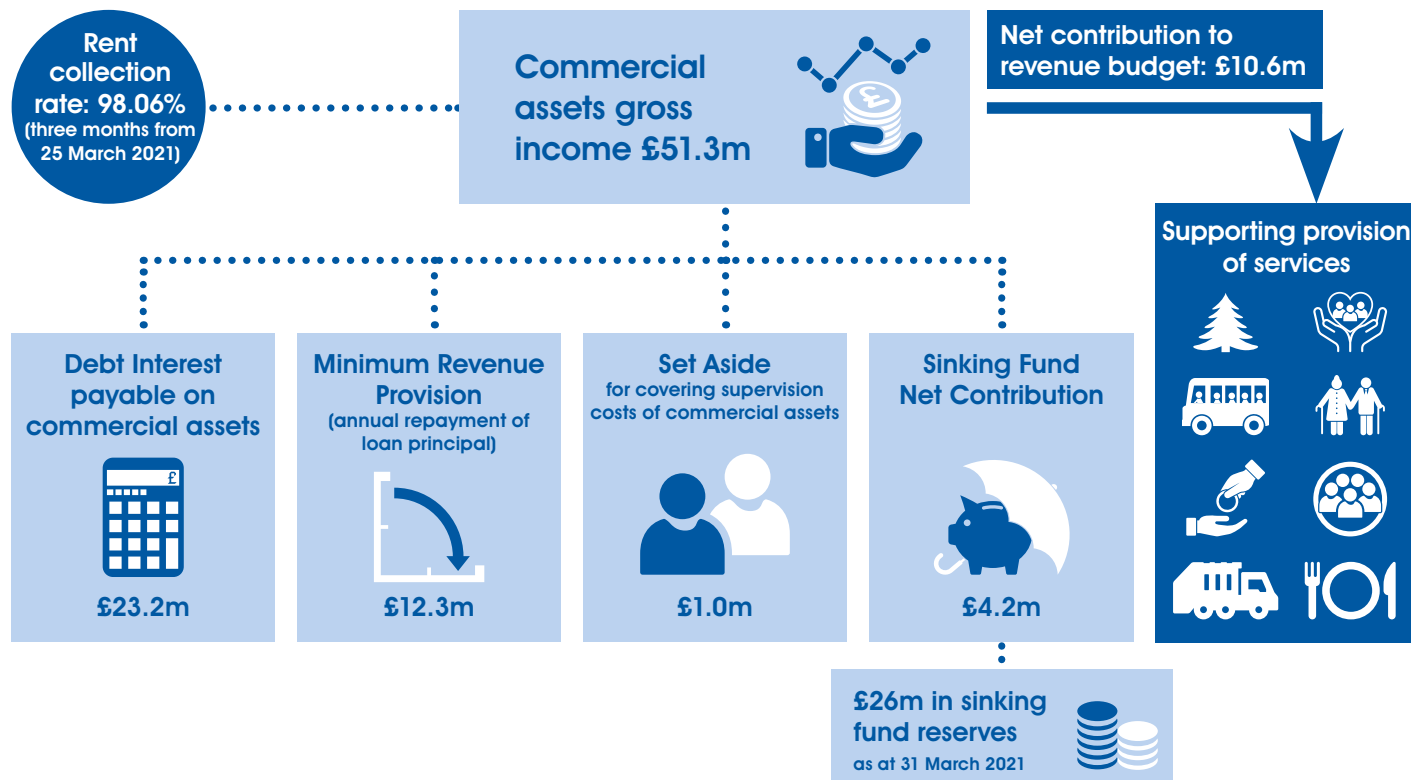 Rent
collection
rate: 98.06%
(three months from
25 March 2021)
Commercial
assets gross
income £51.3m
£
Net contribution to
revenue budget: £10.6m
Supporting provision
of services
Debt Interest
payable on
commercial assets
£
£23.2m
Minimum Revenue
Provision
(annual repayment of
loan principal)
£12.3m
Set Aside
for covering supervision
costs of commercial assets
£1.0m
Sinking Fund
Net Contribution
£4.2m
£26m in sinking
fund reserves
as at 31 March 2021